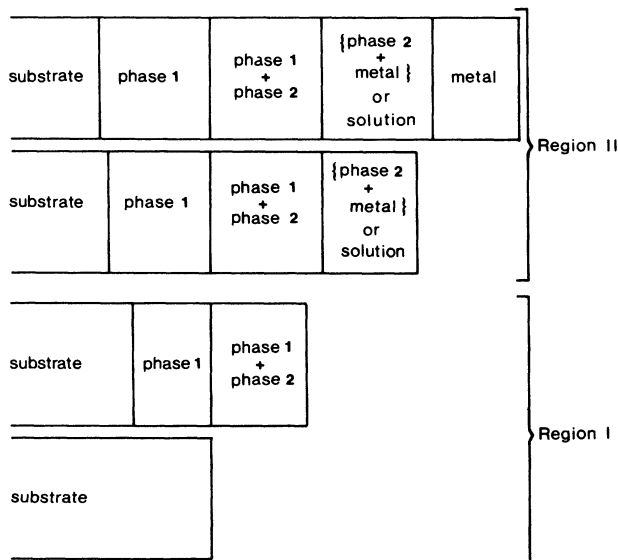 substrate
phase 1
phase 1
+
phase 2
{phase 2
+
metal}
or
solution
metal
Region II
substrate
phase 1
phase 1
+
phase 2
{phase 2
+
metal}
or
solution
substrate
phase 1
phase 1
+
phase 2
Region I
substrate